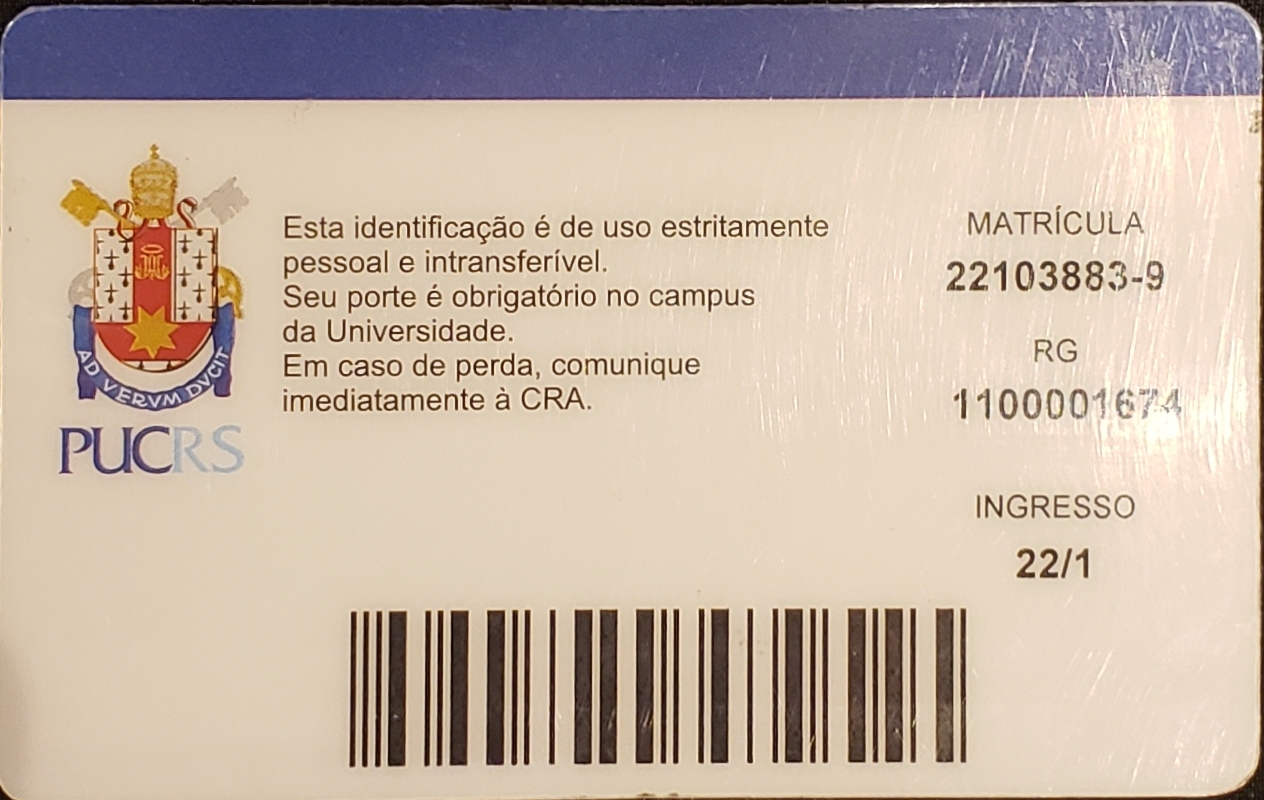 AD VERVM DVCIT
PUCRS
Esta identificação é de uso estritamente
pessoal e intransferível.
Seu porte é obrigatório no campus
da Universidade.
Em caso de perda, comunique
imediatamente à CRA.
MATRÍCULA
22103883-9
RG
1100001674
INGRESSO
22/1